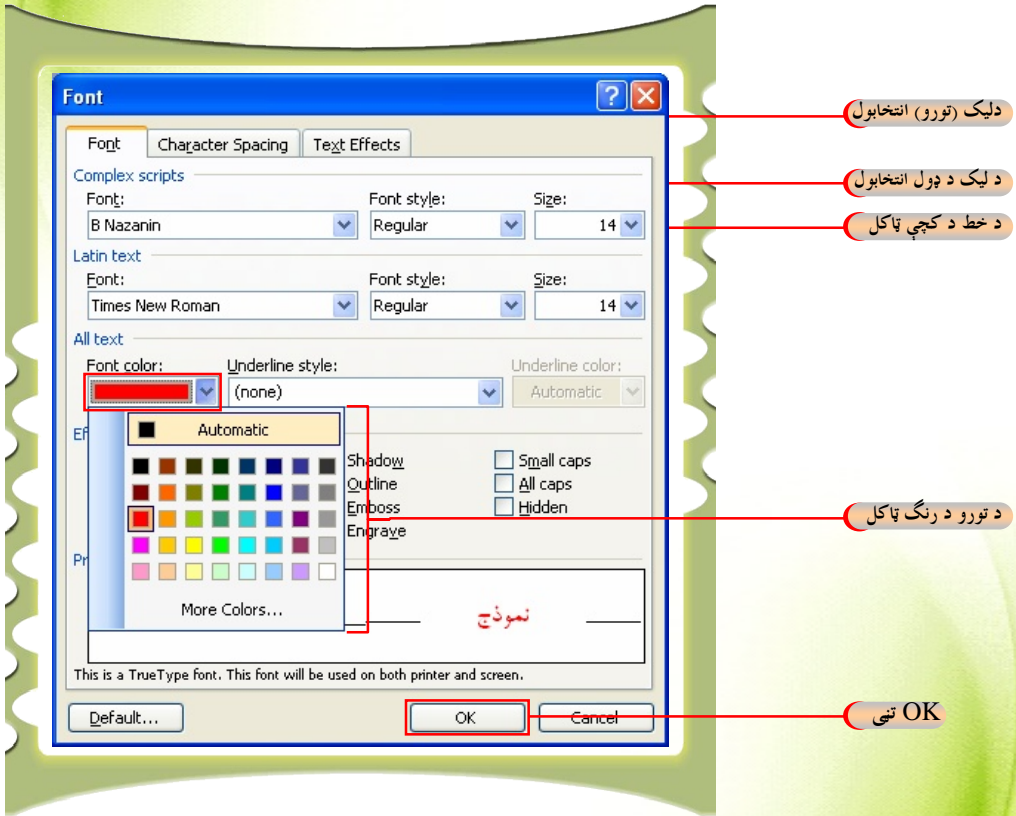 Font
دلیک (تورو) انتخابول
Font Character Spacing Text Effects
Complex scripts
د لیک د ډول انتخابول
Font: Font style: Size:
B Nazanin Regular 14
د خط د کچې ټاکل
Latin text
Font: Font style: Size:
Times New Roman Regular 14
All text
Font color: Underline style: Underline color:
(none) Automatic
Automatic
Ef
Shadow Small caps
Outline All caps
Emboss Hidden
د تورو د رنگ ټاکل
Engrave
Pr
More Colors...
نموذج
This is a TrueType font. This font will be used on both printer and screen.
Default... OK Cancel
OK تڼۍ